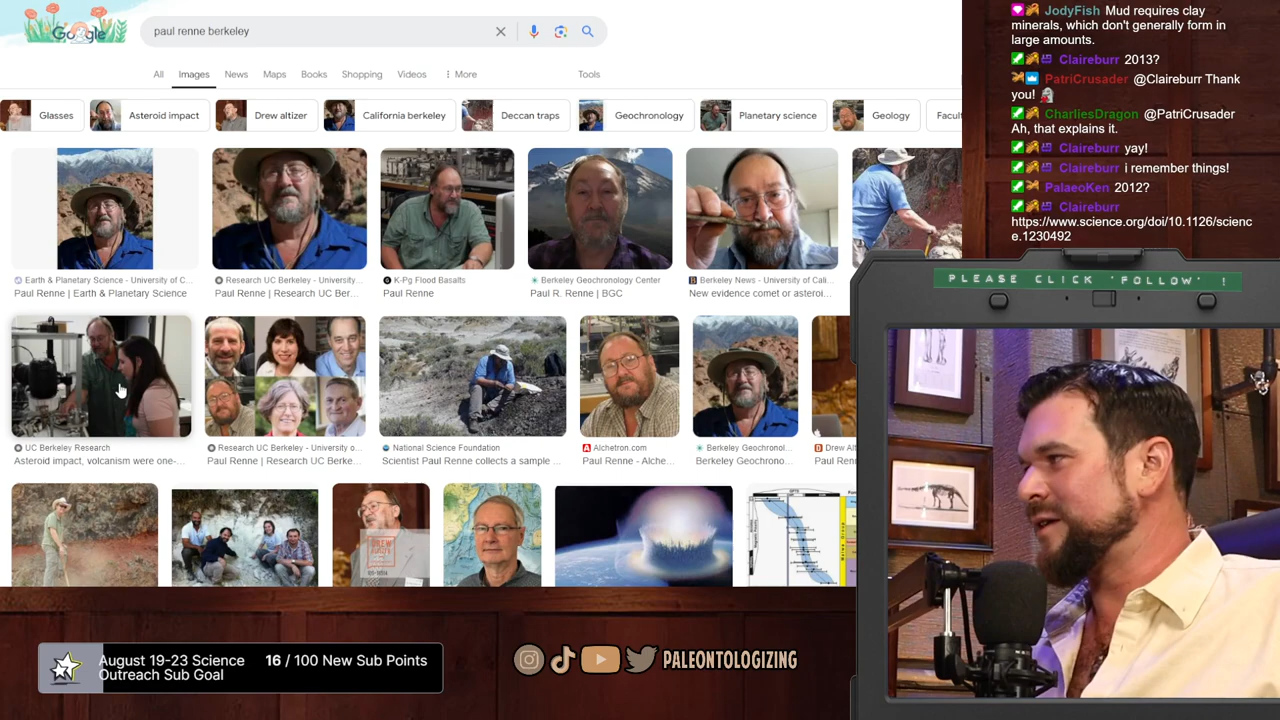 Google
paul renne berkeley
All
Images
News
Maps
Books
Shopping
Videos
More
Tools
Glasses
Asteroid impact
Drew altizer
California berkeley
Deccan traps
Geochronology
Planetary science
Geology
Facult
Earth & Planetary Science - University of C...
Paul Renne | Earth & Planetary Science
Research UC Berkeley - University...
Paul Renne | Research UC Ber...
K-Pg Flood Basalts
Paul Renne
Berkeley Geochronology Center
Paul R. Renne | BGC
Berkeley News - University of Cali...
New evidence comet or asteroi...
UC Berkeley Research
Asteroid impact, volcanism were one-...
Research UC Berkeley - University o...
Paul Renne | Research UC Berke...
National Science Foundation
Scientist Paul Renne collects a sample ...
Alchetron.com
Paul Renne - Alche...
Berkeley Geochronol...
Berkeley Geochrono...
Drew Alt
Paul Renn
JodyFish Mud requires clay
minerals, which don't generally form in
large amounts.
Claireburr 2013?
PatriCrusader @Claireburr Thank
you!
CharliesDragon @PatriCrusader
Ah, that explains it.
Claireburr yay!
Claireburr i remember things!
PalaeoKen 2012?
Claireburr
https://www.science.org/doi/10.1126/scienc
e.1230492
PLEASE CLICK 'FOLLOW' !
August 19-23 Science
Outreach Sub Goal
16 / 100 New Sub Points
PALEONTOLOGIZING